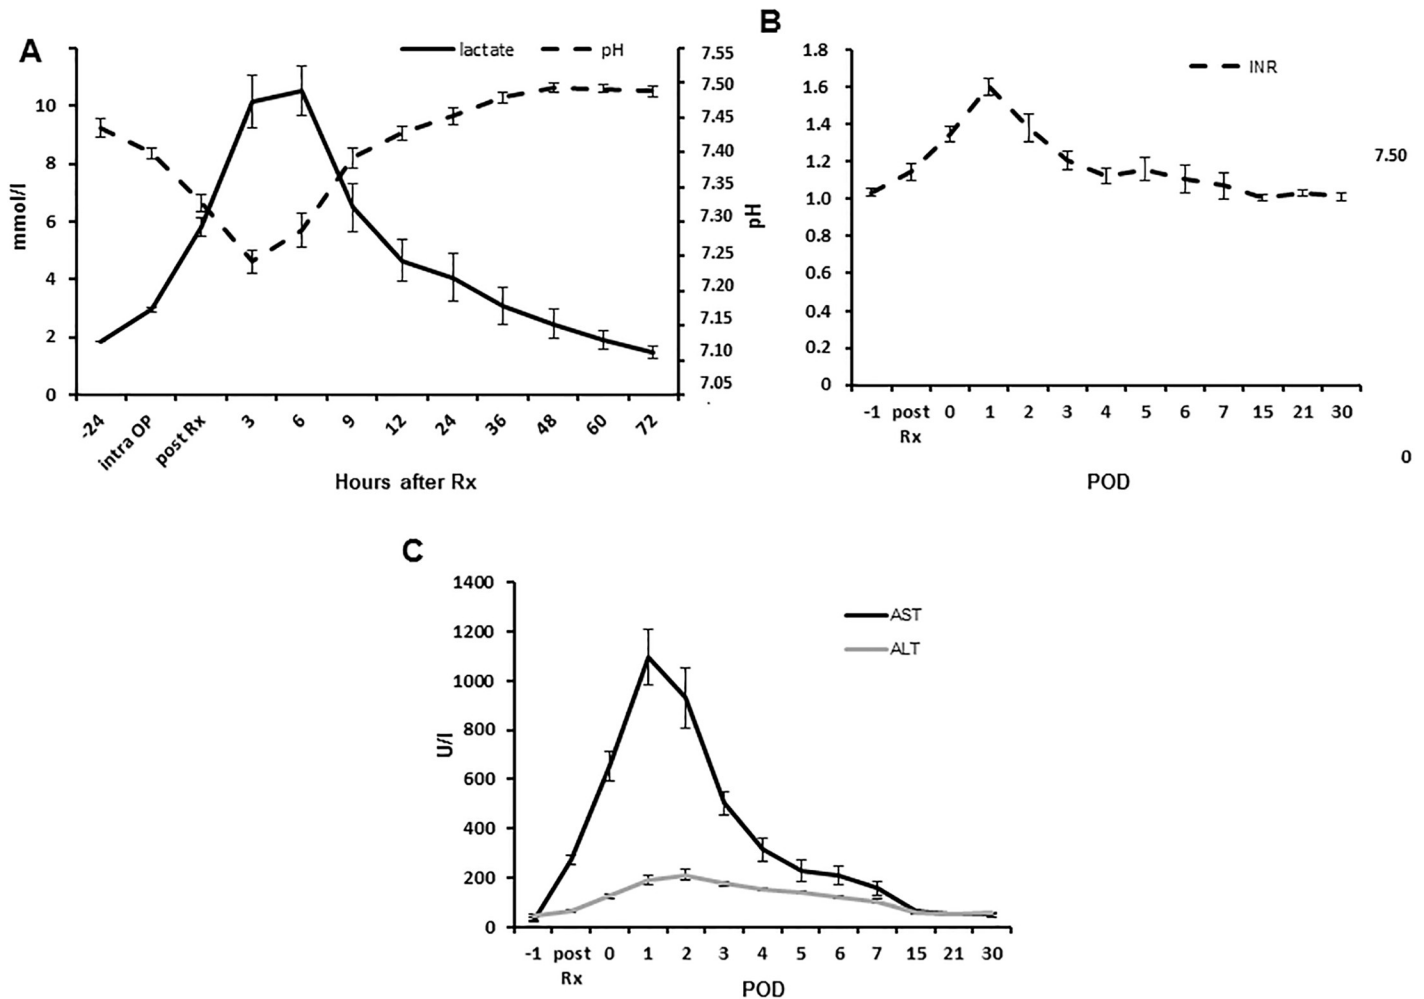 A
lactate pH
mmol/l
10
8
6
4
2
0
7.55
7.50
7.45
7.40
7.35
7.30
7.25
7.20
7.15
7.10
7.05
pH
-24 intra OP post Rx 3 6 9 12 24 36 48 60 72
Hours after Rx
B
INR
1.8
1.6
1.4
1.2
1.0
0.8
0.6
0.4
0.2
0
-1 post Rx 0 1 2 3 4 5 6 7 15 21 30
POD
7.50
0
C
AST
ALT
U/l
1400
1200
1000
800
600
400
200
0
-1 post Rx 0 1 2 3 4 5 6 7 15 21 30
POD